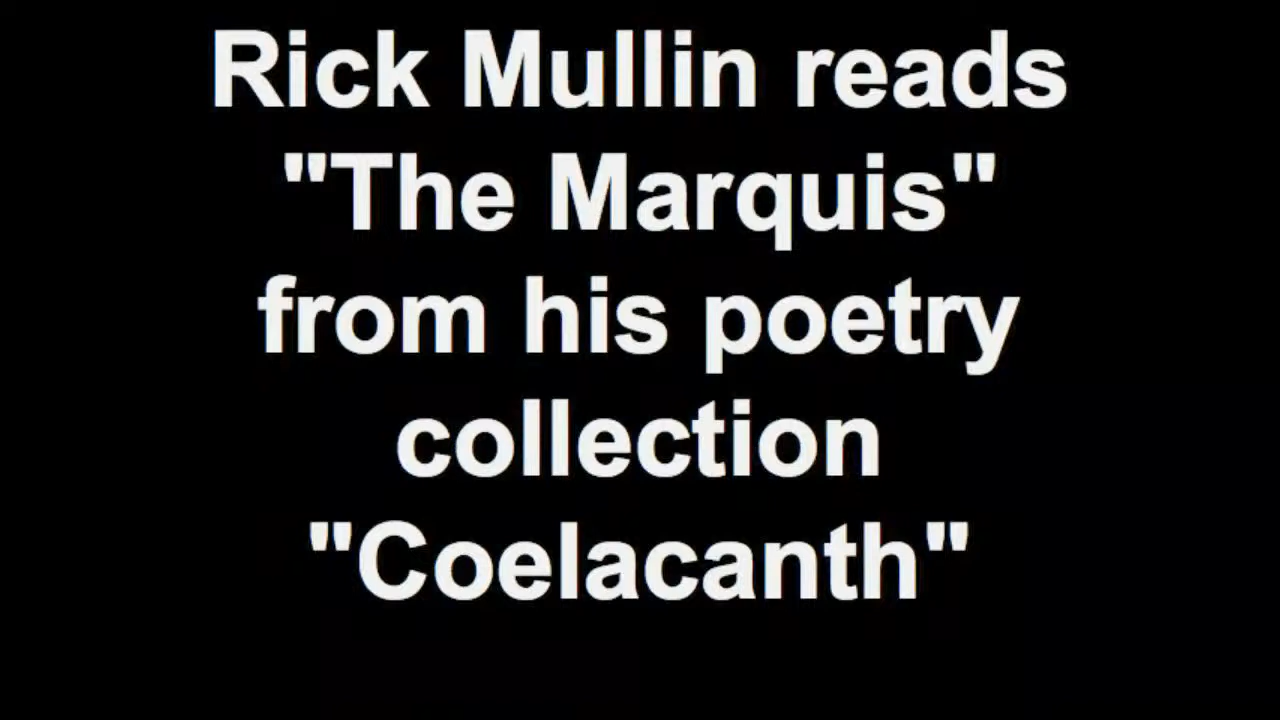 Rick Mullin reads
"The Marquis"
from his poetry
collection
"Coelacanth"